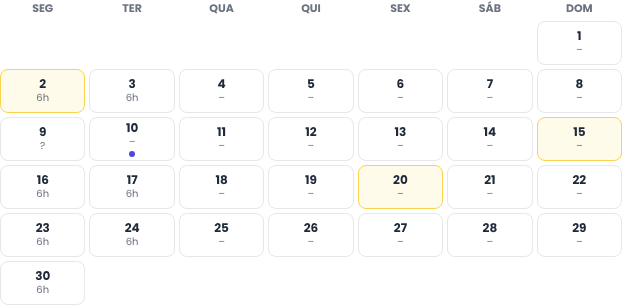 SEG TER QUA QUI SEX SÁB DOM
1
–
2 3 4 5 6 7 8
6h 6h – – – – –
9 10 11 12 13 14 15
? – – – – – –
16 17 18 19 20 21 22
6h 6h – – – – –
23 24 25 26 27 28 29
6h 6h – – – – –
30
6h